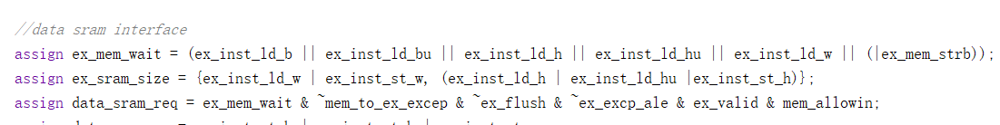 //data sram interface
assign ex_mem_wait = (ex_inst_ld_b || ex_inst_ld_bu || ex_inst_ld_h || ex_inst_ld_hu || ex_inst_ld_w || (|ex_mem_strb));
assign ex_sram_size = {ex_inst_ld_w | ex_inst_st_w, (ex_inst_ld_h | ex_inst_ld_hu |ex_inst_st_h)};
assign data_sram_req = ex_mem_wait & ~mem_to_ex_excep & ~ex_flush & ~ex_excp_ale & ex_valid & mem_allowin;